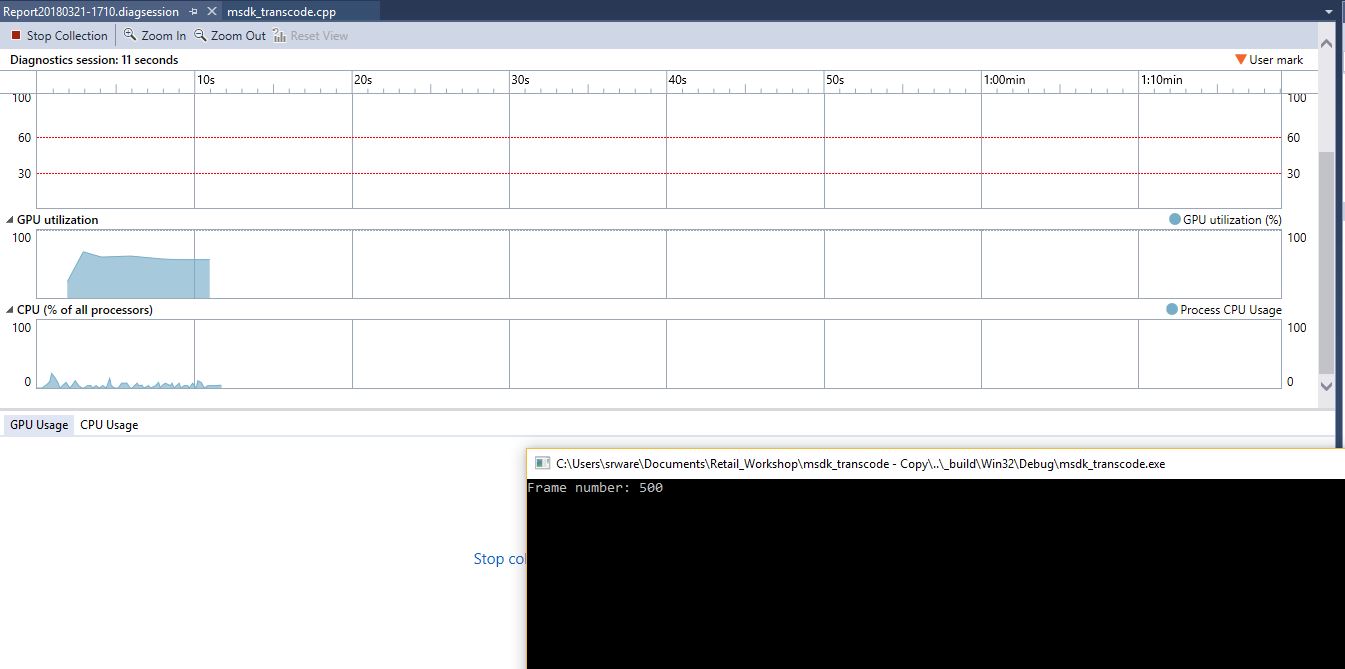 Report20180321-1710.diagsession msdk_transcode.cpp
Stop Collection Zoom In Zoom Out Reset View
Diagnostics session: 11 seconds User mark
10s 20s 30s 40s 50s 1:00min 1:10min
100 100
60 60
30 30
GPU utilization GPU utilization (%)
100 100
CPU (% of all processors) Process CPU Usage
100 100
0 0
GPU Usage CPU Usage
C:\Users\srware\Documents\Retail_Workshop\msdk_transcode - Copy\..\_build\Win32\Debug\msdk_transcode.exe
Frame number: 500
Stop col